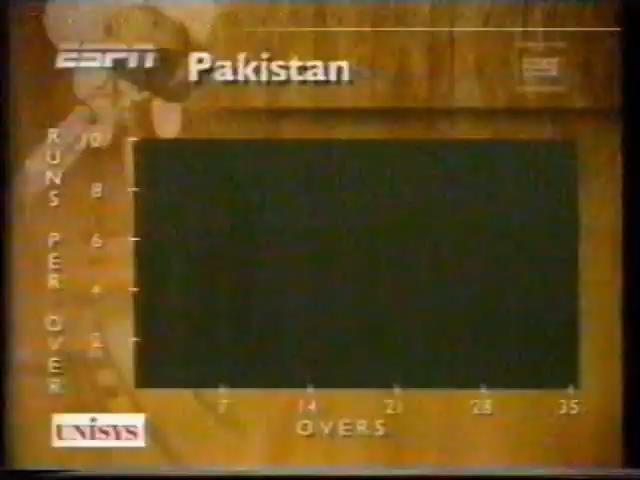 ESPN
Pakistan
RUNS PER OVER
10
8
6
4
2
7 14 21 28 35
OVERS
UNISYS